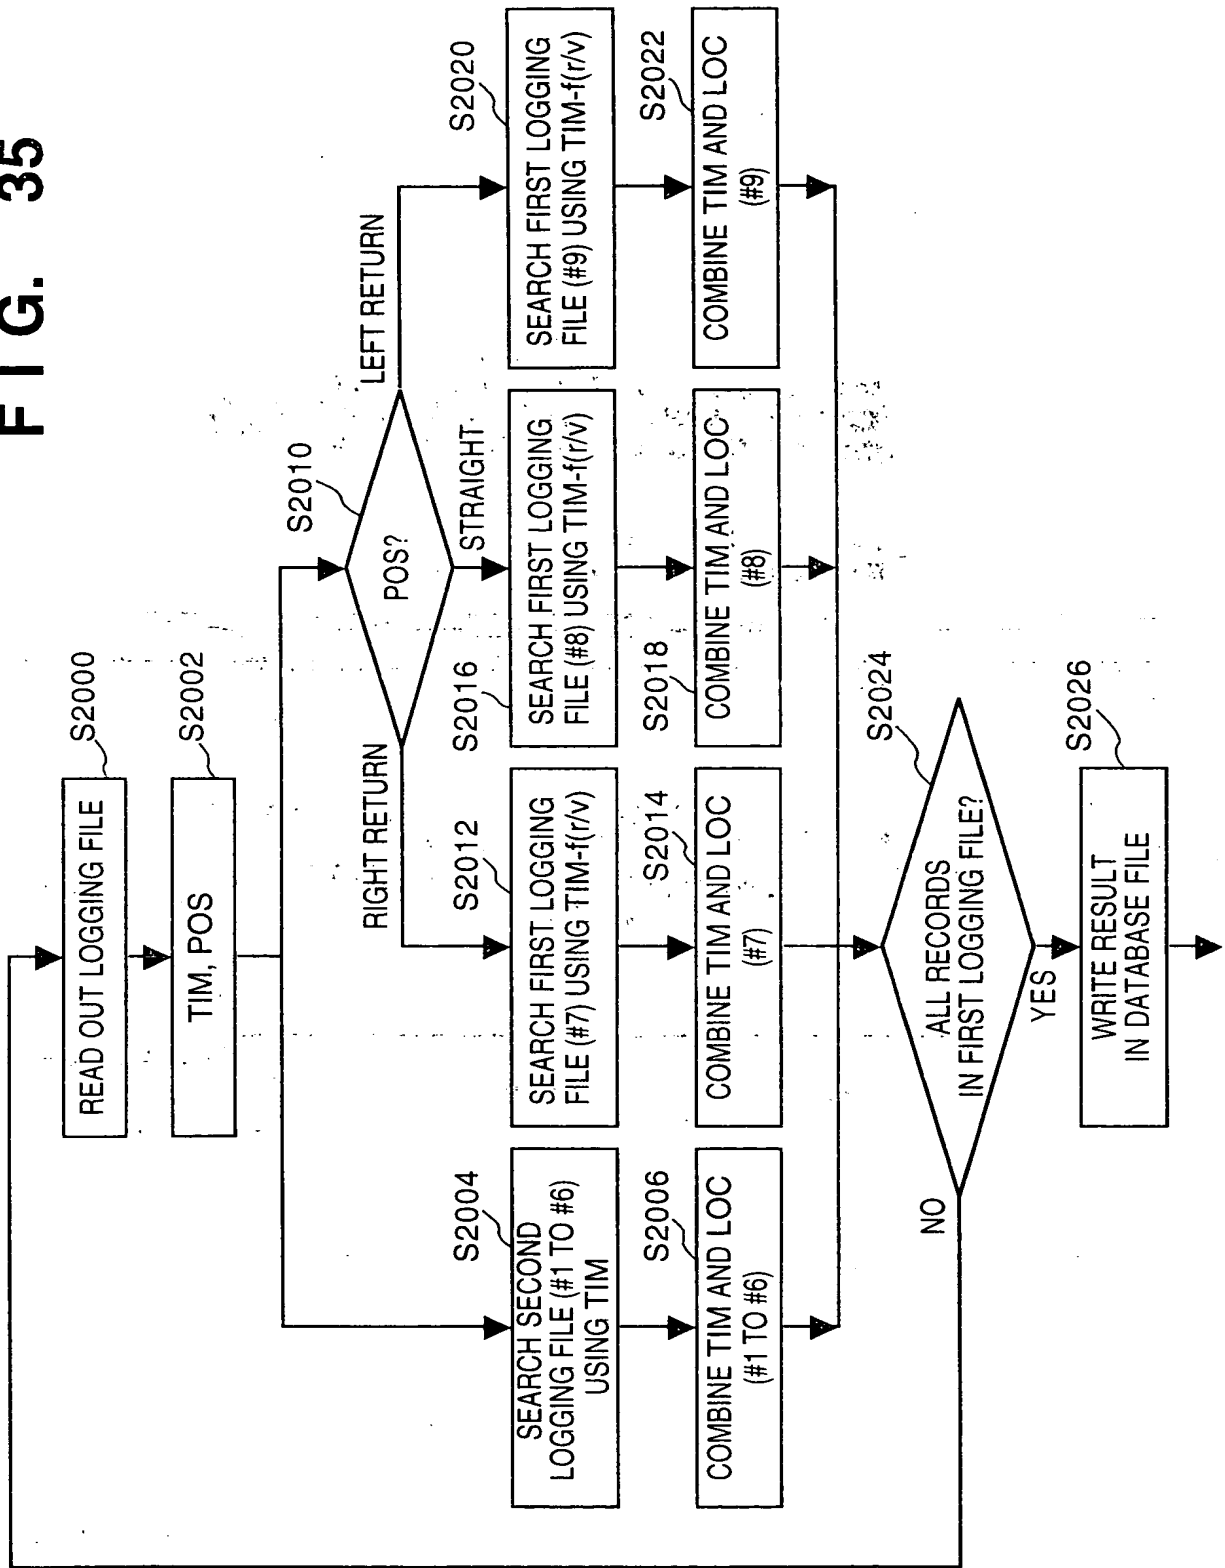 FIG. 35
READ OUT LOGGING FILE
S2000
TIM, POS
S2002
POS?
S2010
RIGHT RETURN
STRAIGHT
LEFT RETURN
SEARCH SECOND
LOGGING FILE (#1 TO #6)
USING TIM
S2004
SEARCH FIRST LOGGING
FILE (#7) USING TIM-f(r/v)
S2012
SEARCH FIRST LOGGING
FILE (#8) USING TIM-f(r/v)
S2016
SEARCH FIRST LOGGING
FILE (#9) USING TIM-f(r/v)
S2020
COMBINE TIM AND LOC
(#1 TO #6)
S2006
COMBINE TIM AND LOC
(#7)
S2014
COMBINE TIM AND LOC
(#8)
S2018
COMBINE TIM AND LOC
(#9)
S2022
ALL RECORDS
IN FIRST LOGGING FILE?
S2024
NO
YES
WRITE RESULT
IN DATABASE FILE
S2026